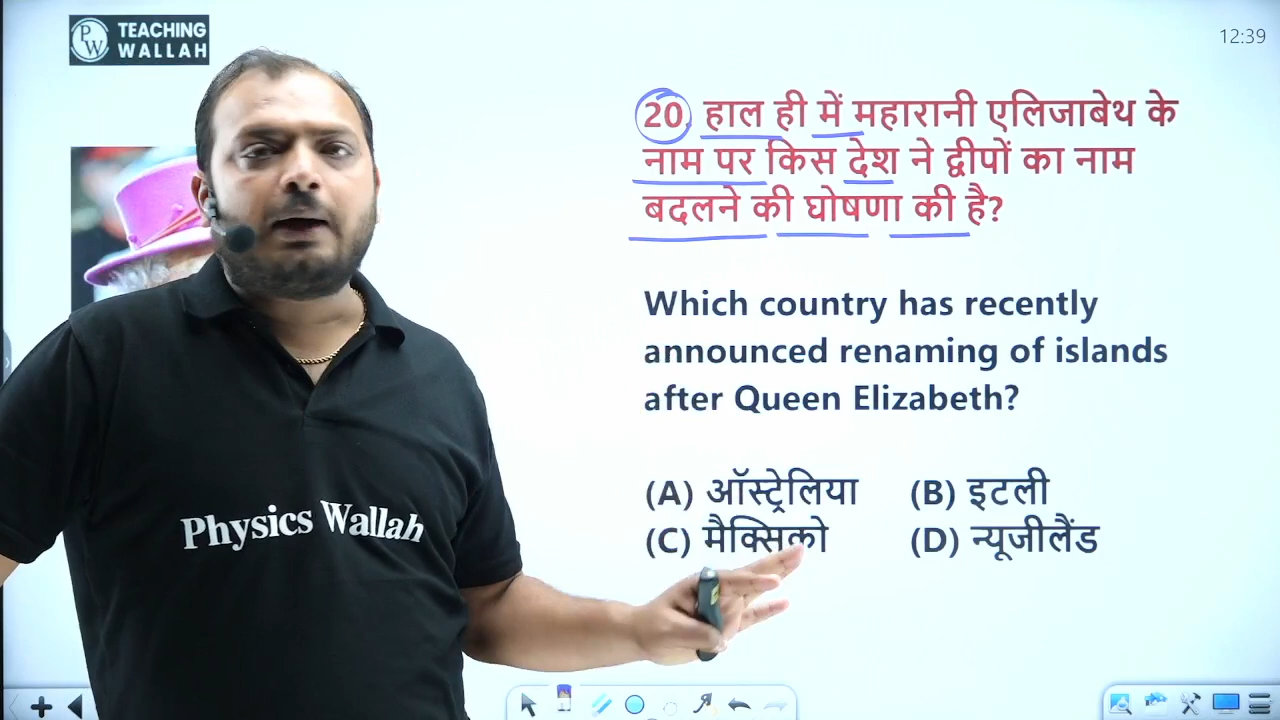 TEACHING
WALLAH
12:39
20. हाल ही में महारानी एलिजाबेथ के
नाम पर किस देश ने द्वीपों का नाम
बदलने की घोषणा की है?
Which country has recently
announced renaming of islands
after Queen Elizabeth?
(A) ऑस्ट्रेलिया (B) इटली
(C) मैक्सिको (D) न्यूजीलैंड
Physics Wallah